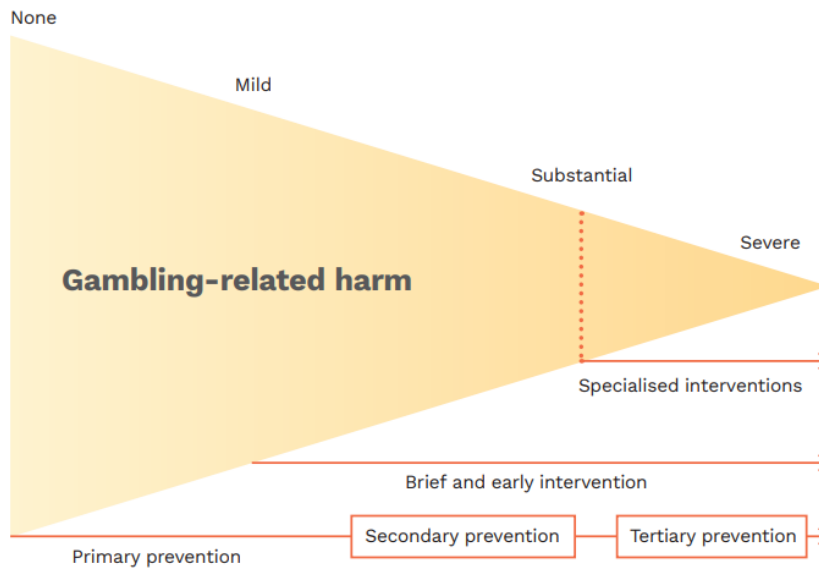 None
Mild
Substantial
Severe
Gambling-related harm
Specialised interventions
Brief and early intervention
Secondary prevention
Tertiary prevention
Primary prevention